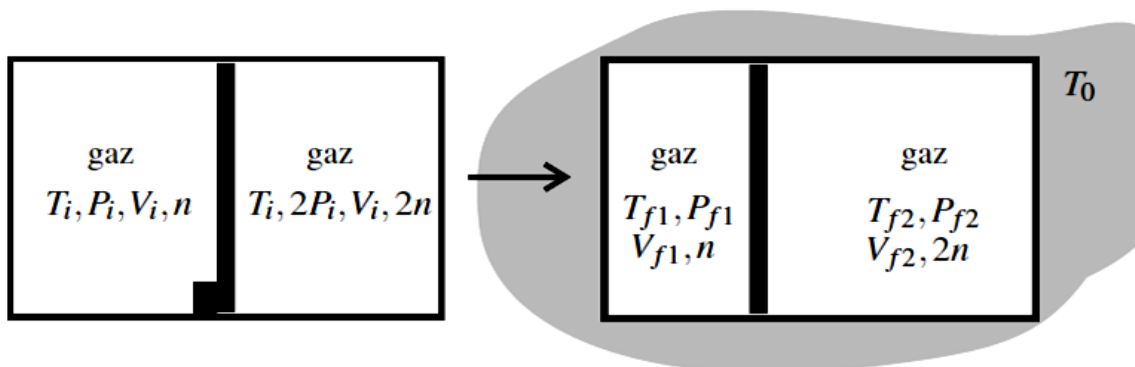 gaz
T_i, P_i, V_i, n
gaz
T_i, 2P_i, V_i, 2n
gaz
T_{f1}, P_{f1}
V_{f1}, n
gaz
T_{f2}, P_{f2}
V_{f2}, 2n
T_0